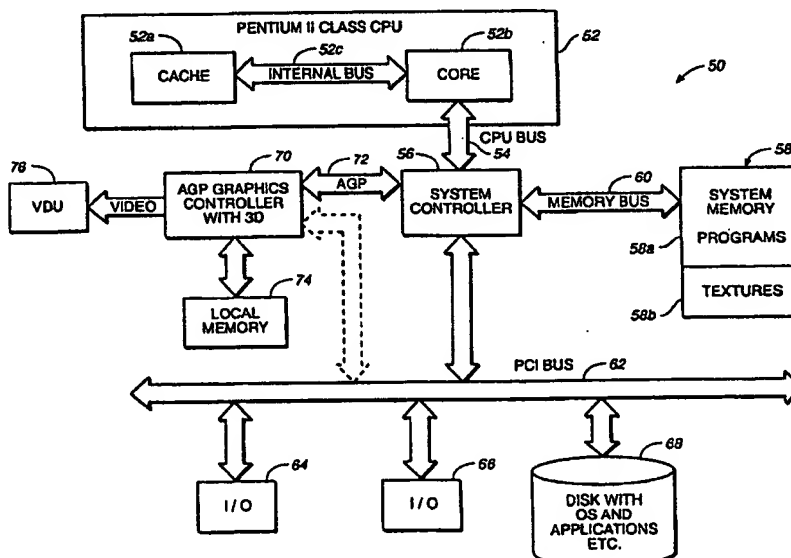 PENTIUM II CLASS CPU
52a
52c
52b
52
CACHE
INTERNAL BUS
CORE
50
CPU BUS
54
78
70
72
56
60
58
VDU
VIDEO
AGP GRAPHICS
CONTROLLER
WITH 3D
AGP
SYSTEM
CONTROLLER
MEMORY BUS
SYSTEM
MEMORY
PROGRAMS
58a
74
LOCAL
MEMORY
TEXTURES
58b
PCI BUS
62
64
66
68
I/O
I/O
DISK WITH
OS AND
APPLICATIONS
ETC.